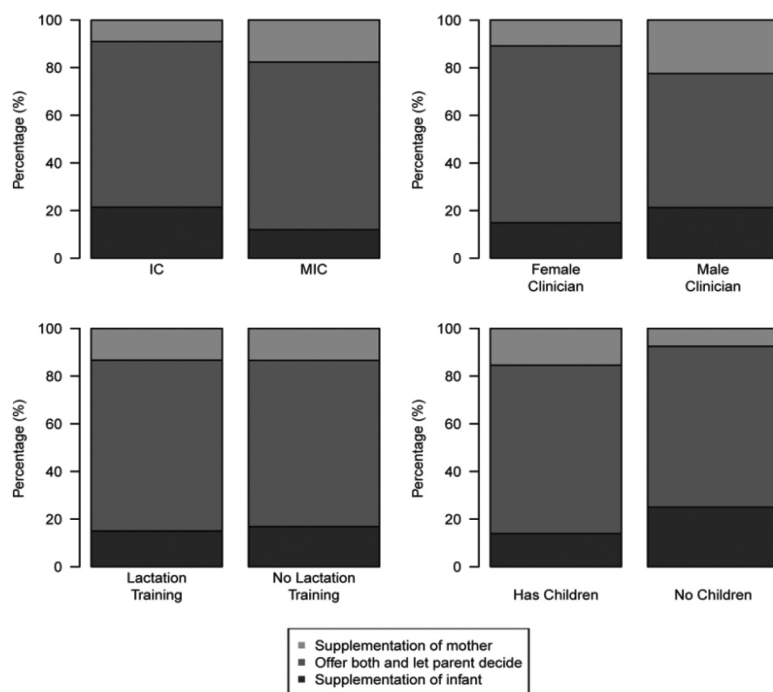 100
80
60
40
20
0
Percentage (%)
IC
MIC
100
80
60
40
20
0
Percentage (%)
Female
Clinician
Male
Clinician
100
80
60
40
20
0
Percentage (%)
Lactation
Training
No Lactation
Training
100
80
60
40
20
0
Percentage (%)
Has Children
No Children
Supplementation of mother
Offer both and let parent decide
Supplementation of infant